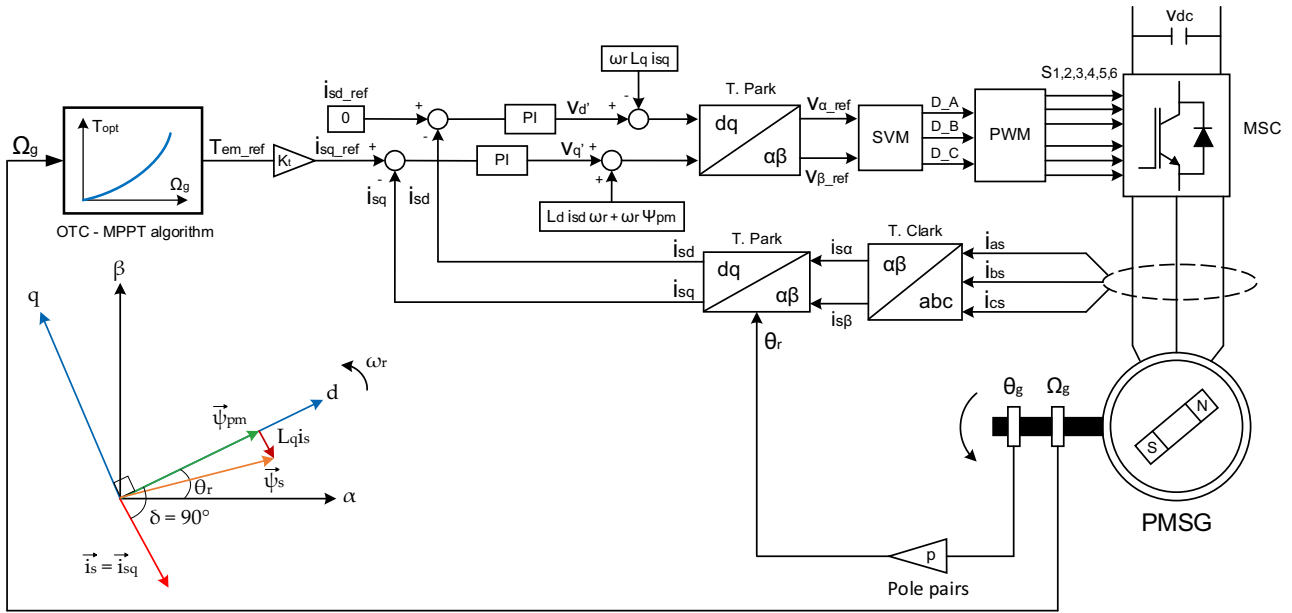 Vdc
ωr Lq isq
S1,2,3,4,5,6
isd_ref
0
+
-
PI
Vd'
+
-
T. Park
dq
αβ
Vα_ref
Vβ_ref
SVM
D_A
D_B
D_C
PWM
MSC
Ωg
Topt
Ωg
OTC - MPPT algorithm
Tem_ref
Kt
isq_ref
+
-
isq
isd
PI
Vq'
+
+
Ld isd ωr + ωr Ψpm
T. Park
dq
αβ
isd
isq
T. Clark
αβ
abc
isα
isβ
ias
ibs
ics
θr
β
q
ωr
d
ψpm
Lqis
ψs
θr
α
δ = 90°
is = isq
θg
Ωg
N
S
PMSG
p
Pole pairs